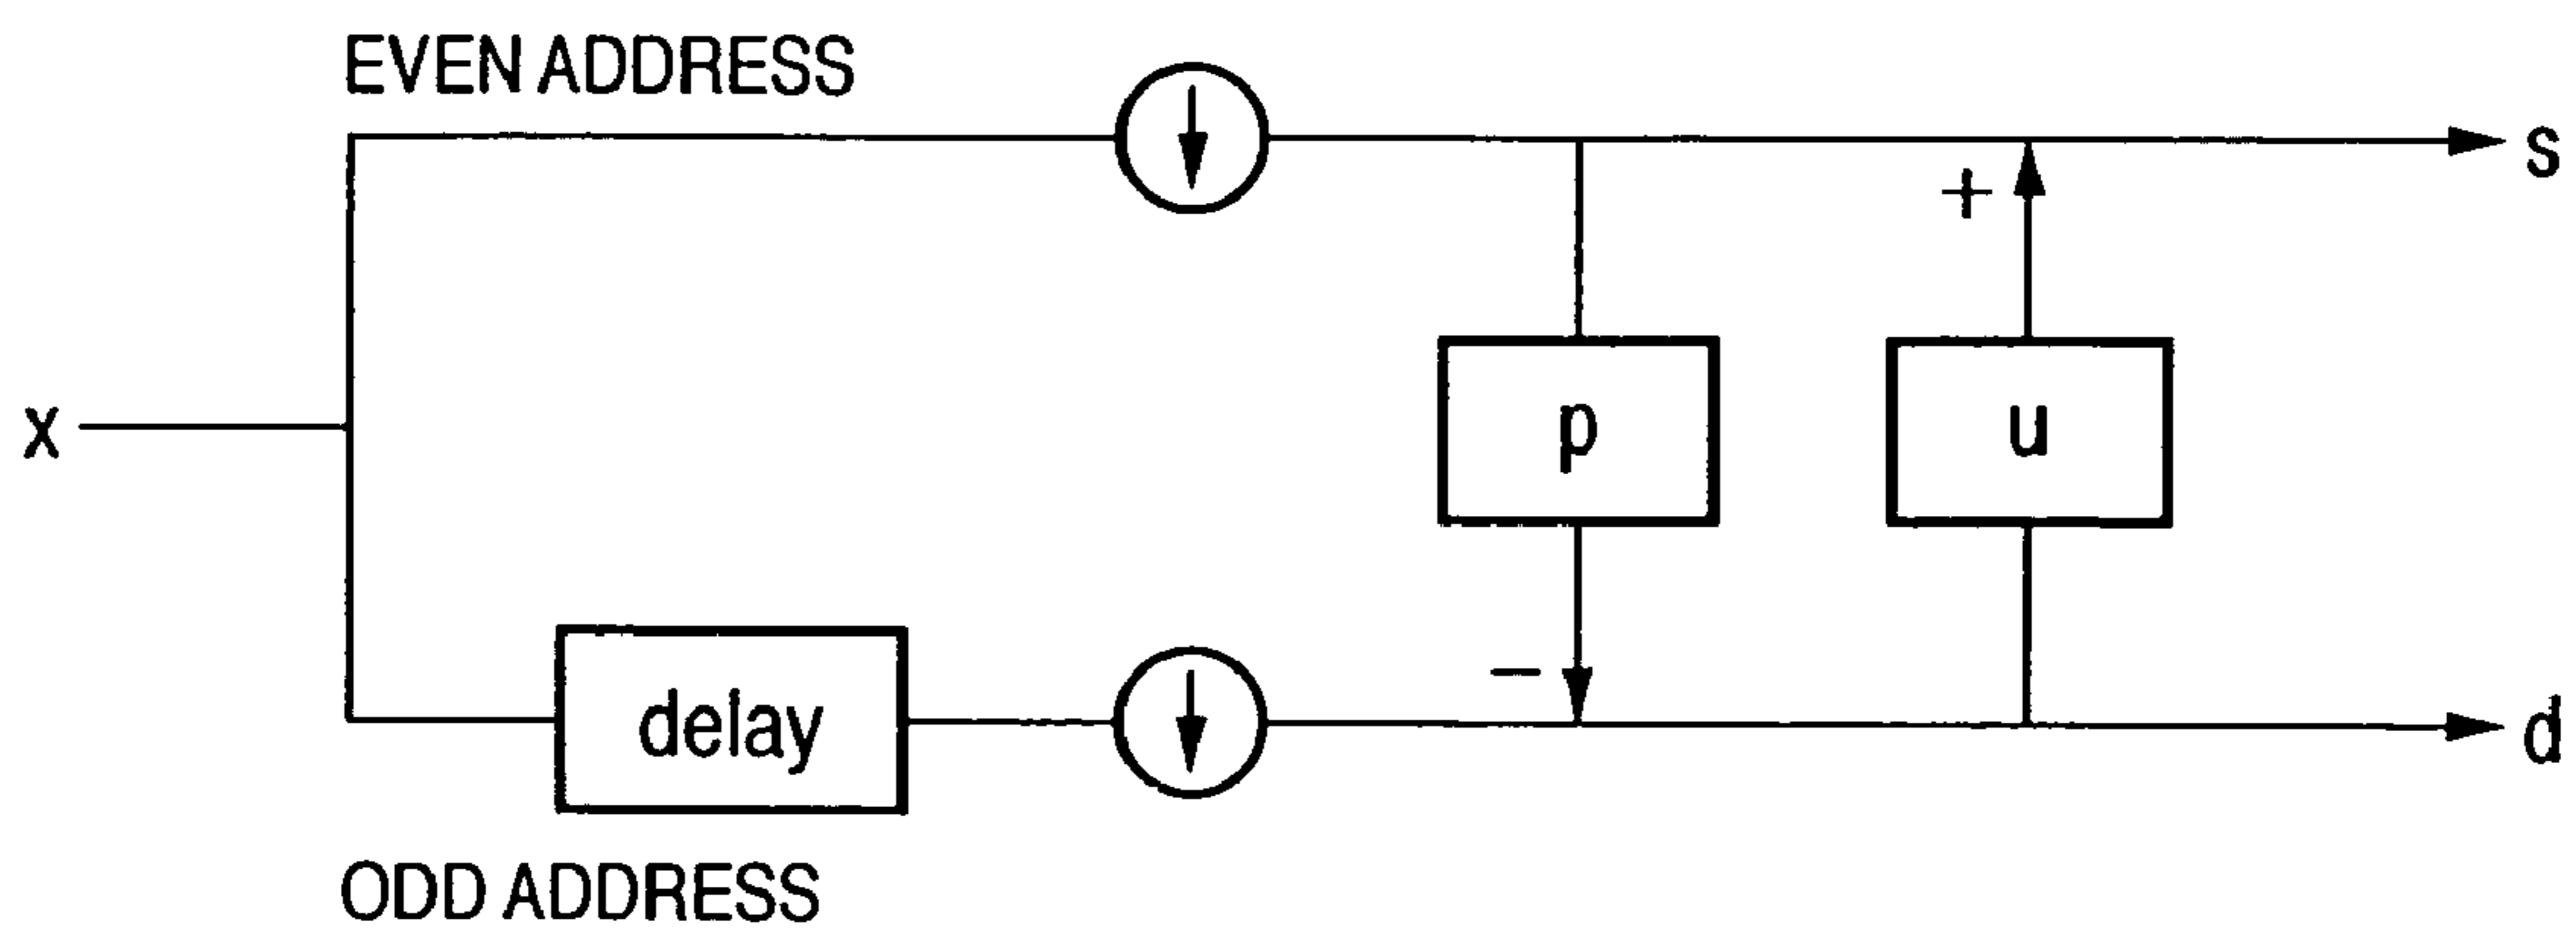 EVEN ADDRESS
s
+
x
p
u
−
delay
d
ODD ADDRESS